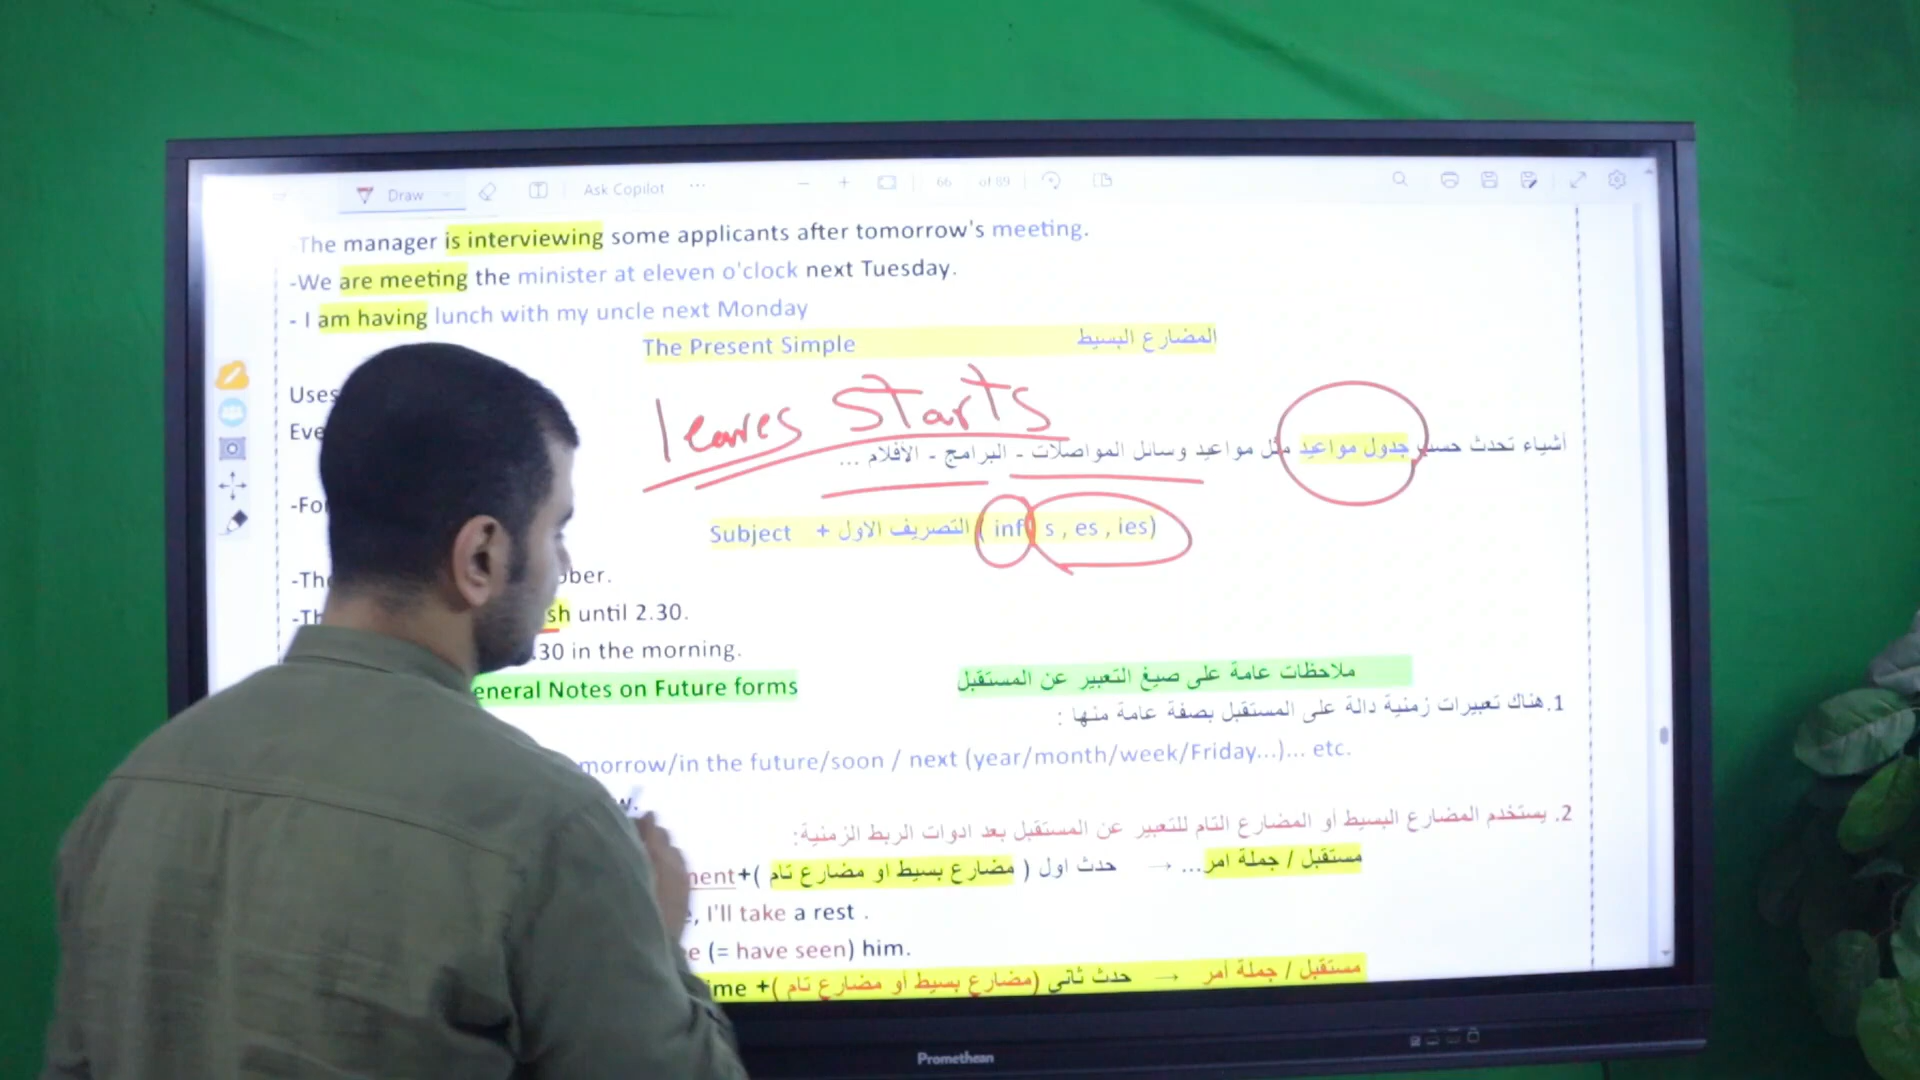 Draw Ask Copilot ... 66 of 89
-The manager is interviewing some applicants after tomorrow's meeting.
-We are meeting the minister at eleven o'clock next Tuesday.
- I am having lunch with my uncle next Monday
The Present Simple المضارع البسيط
Uses
leaves starts
أشياء تحدث حسب جدول مواعيد مثل مواعيد وسائل المواصلات - البرامج - الأفلام ...
Subject + التصريف الاول ( inf s , es , ies)
ober.
sh until 2.30.
.30 in the morning.
eneral Notes on Future forms ملاحظات عامة على صيغ التعبير عن المستقبل
1.هناك تعبيرات زمنية دالة على المستقبل بصفة عامة منها :
morrow/in the future/soon / next (year/month/week/Friday...)... etc.
w.
2. يستخدم المضارع البسيط أو المضارع التام للتعبير عن المستقبل بعد ادوات الربط الزمنية:
ment+( مضارع بسيط او مضارع تام ) حدث اول → ... مستقبل / جملة امر
e, I'll take a rest .
e (= have seen) him.
ime +( مضارع بسيط أو مضارع تام) حدث ثاني → مستقبل / جملة أمر
Promethean